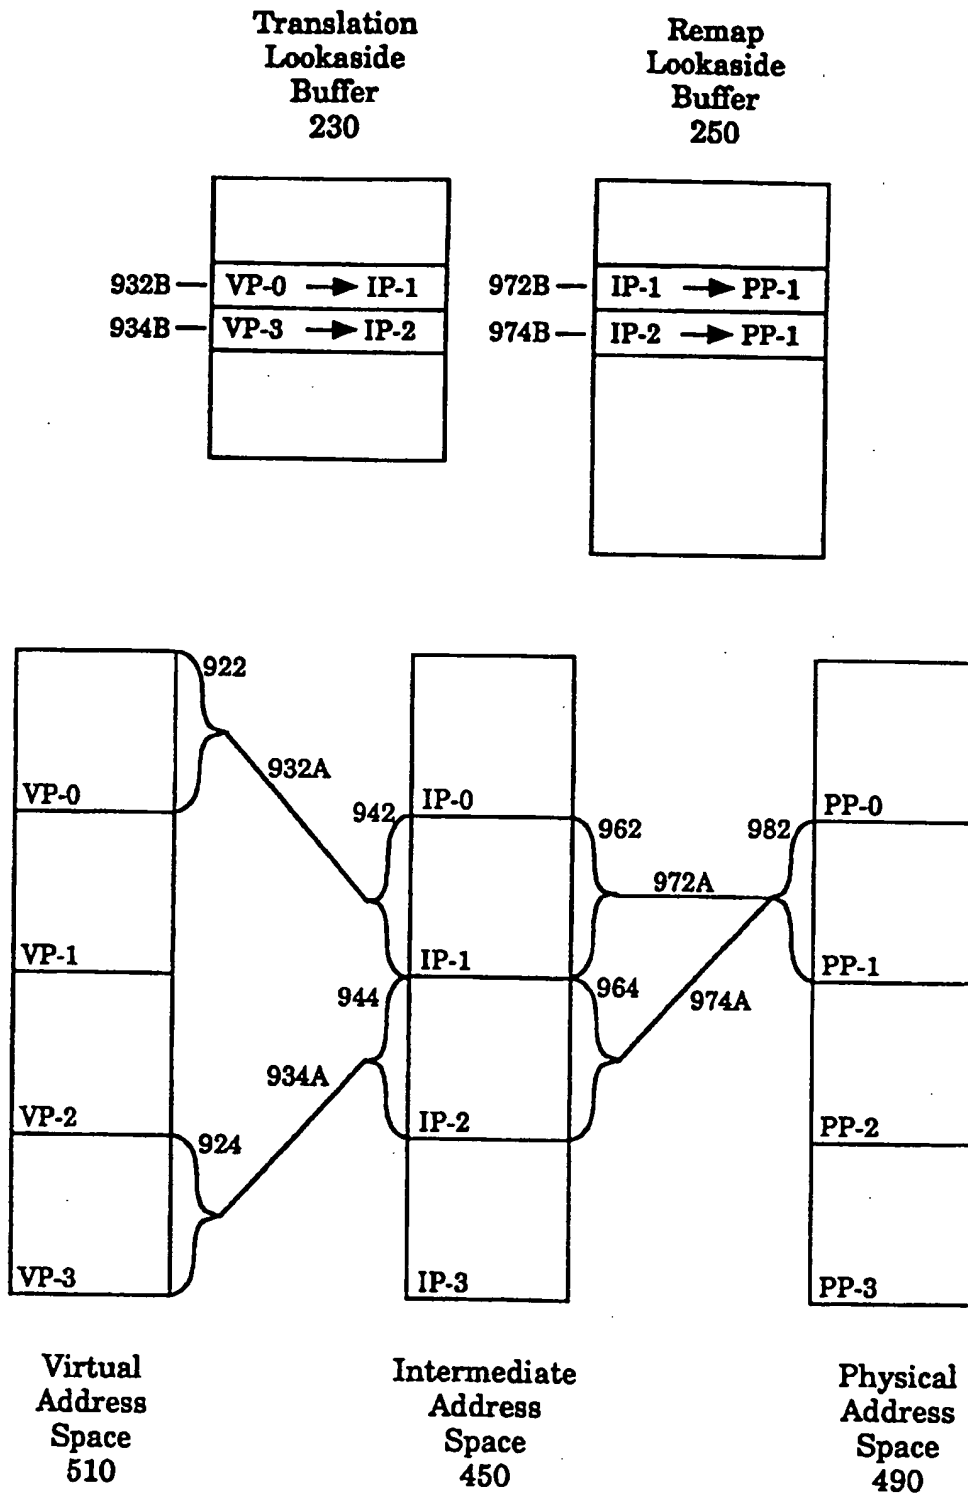 Translation
Lookaside
Buffer
230
Remap
Lookaside
Buffer
250
932B
VP-0 → IP-1
934B
VP-3 → IP-2
972B
IP-1 → PP-1
974B
IP-2 → PP-1
922
932A
VP-0
942
IP-0
962
972A
982
PP-0
VP-1
944
IP-1
964
974A
PP-1
934A
VP-2
924
IP-2
PP-2
VP-3
IP-3
PP-3
Virtual
Address
Space
510
Intermediate
Address
Space
450
Physical
Address
Space
490